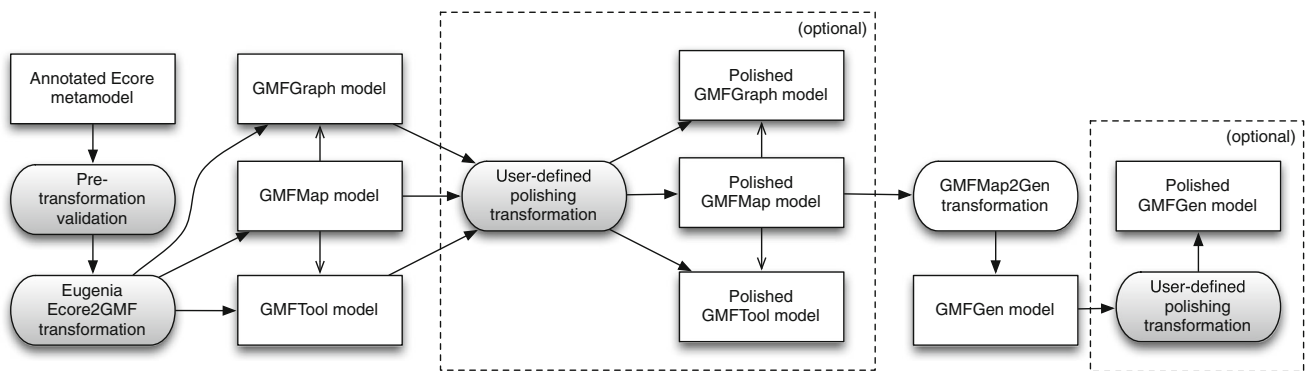 Annotated Ecore
metamodel
Pre-
transformation
validation
Eugenia
Ecore2GMF
transformation
GMFGraph model
GMFMap model
GMFTool model
(optional)
User-defined
polishing
transformation
Polished
GMFGraph model
Polished
GMFMap model
Polished
GMFTool model
GMFMap2Gen
transformation
GMFGen model
(optional)
Polished
GMFGen model
User-defined
polishing
transformation